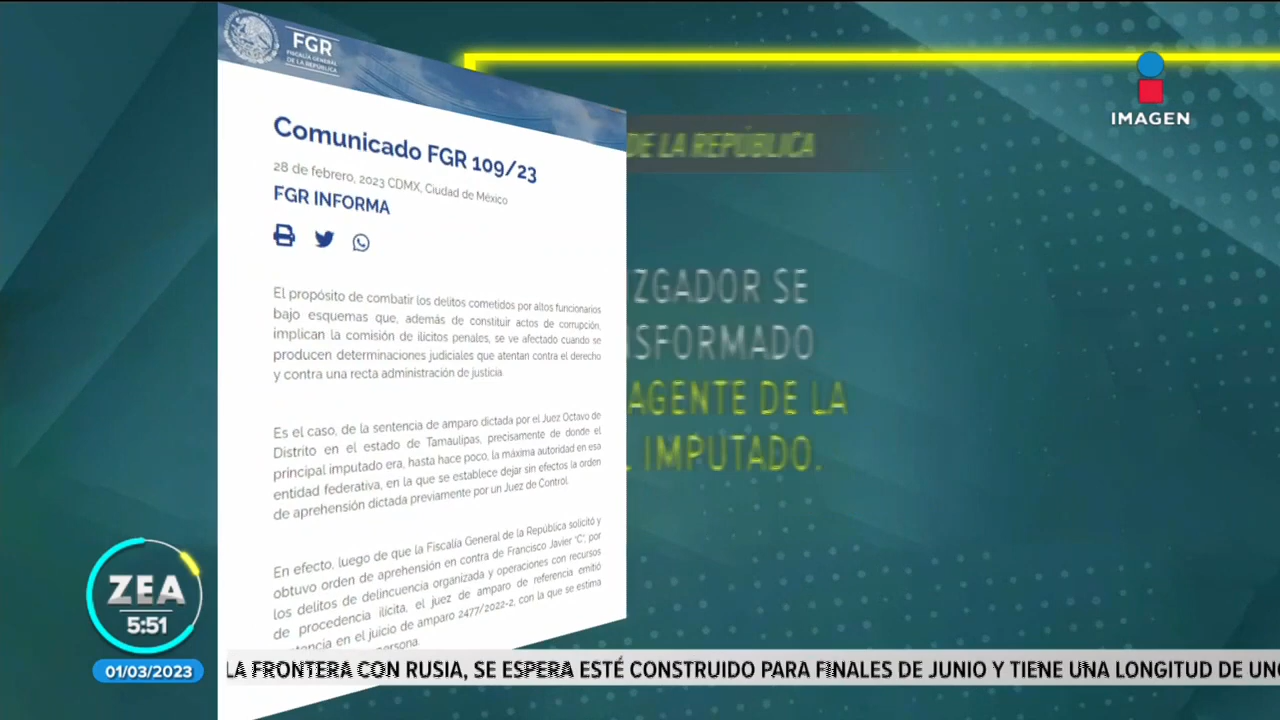 FGR
FISCALÍA GENERAL
DE LA REPÚBLICA
Comunicado FGR 109/23
28 de febrero, 2023 CDMX, Ciudad de México
FGR INFORMA
El propósito de combatir los delitos cometidos por altos funcionarios
bajo esquemas que, además de constituir actos de corrupción,
implican la comisión de ilícitos penales, se ve afectado cuando se
producen determinaciones judiciales que atentan contra el derecho
y contra una recta administración de justicia.
Es el caso, de la sentencia de amparo dictada por el Juez Octavo de
Distrito en el estado de Tamaulipas, precisamente de donde el
principal imputado era, hasta hace poco, la máxima autoridad en esa
entidad federativa, en la que se establece dejar sin efectos la orden
de aprehensión dictada previamente por un Juez de Control.
En efecto, luego de que la Fiscalía General de la República solicitó y
obtuvo orden de aprehensión en contra de Francisco Javier "C", por
los delitos de delincuencia organizada y operaciones con recursos
de procedencia ilícita, el juez de amparo de referencia emitió
tencia en el juicio de amparo 2477/2022-2, con la que se estima
persona
DE LA REPÚBLICA
ZGADOR SE
SFORMADO
AGENTE DE LA
IMPUTADO.
IMAGEN
ZEA
5:51
01/03/2023
LA FRONTERA CON RUSIA, SE ESPERA ESTÉ CONSTRUIDO PARA FINALES DE JUNIO Y TIENE UNA LONGITUD DE UNO